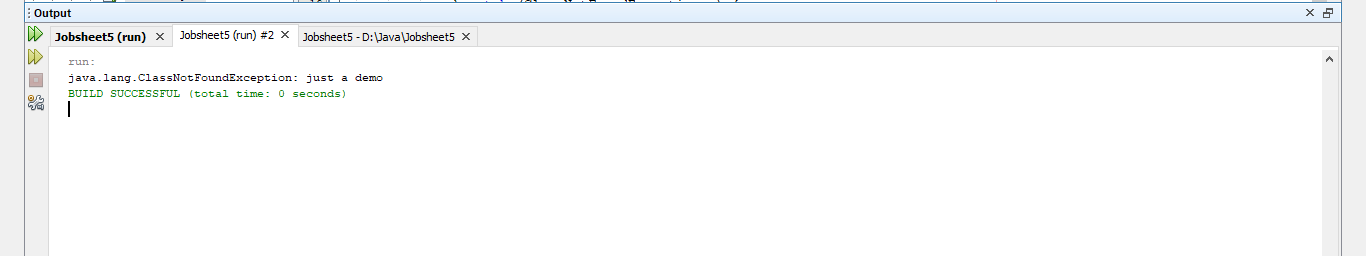 Output
Jobsheet5 (run) Jobsheet5 (run) #2 Jobsheet5 - D:\Java\Jobsheet5
run:
java.lang.ClassNotFoundException: just a demo
BUILD SUCCESSFUL (total time: 0 seconds)